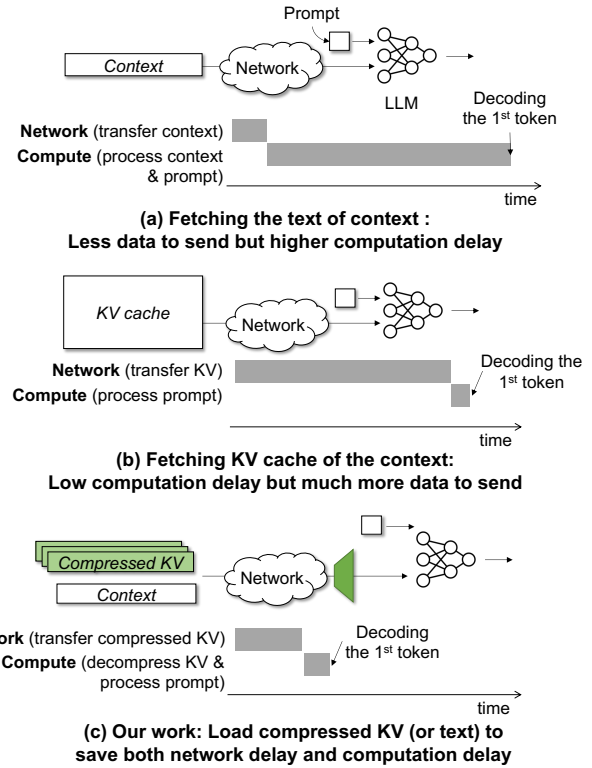 Prompt
Context
Network
LLM
Decoding
the 1st token
Network (transfer context)
Compute (process context
& prompt)
time
(a) Fetching the text of context :
Less data to send but higher computation delay
KV cache
Network
Network (transfer KV)
Compute (process prompt)
Decoding the
1st token
time
(b) Fetching KV cache of the context:
Low computation delay but much more data to send
Compressed KV
Context
Network
ork (transfer compressed KV)
Compute (decompress KV &
process prompt)
Decoding
the 1st token
time
(c) Our work: Load compressed KV (or text) to
save both network delay and computation delay